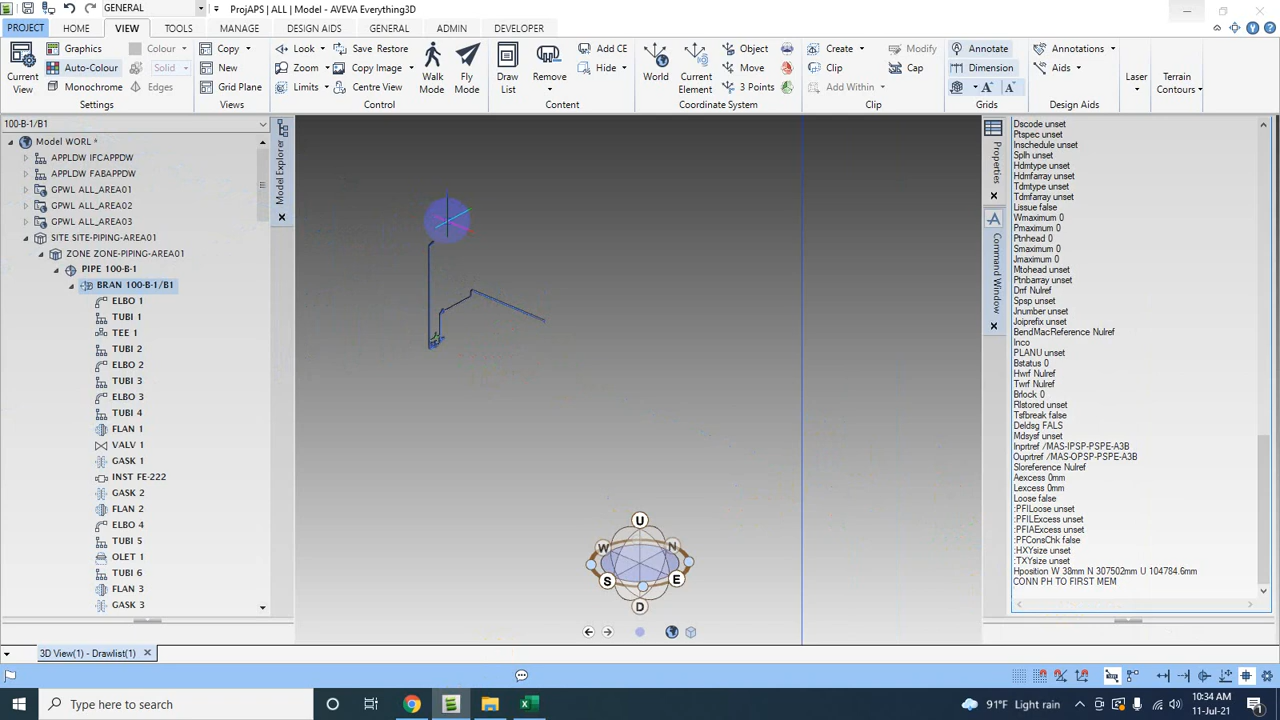 GENERAL
ProjAPS | ALL | Model - AVEVA Everything3D
PROJECT HOME VIEW TOOLS MANAGE DESIGN AIDS GENERAL ADMIN DEVELOPER
Current View
Graphics
Auto-Colour
Monochrome
Colour
Solid
Edges
Settings
Copy
New
Grid Plane
Views
Look
Zoom
Limits
Save Restore
Copy Image
Centre View
Control
Walk Mode
Fly Mode
Draw List
Remove
Add CE
Hide
Content
World
Current Element
Object
Move
3 Points
Coordinate System
Create
Clip
Add Within
Modify
Cap
Clip
Annotate
Dimension
Grids
Annotations
Aids
Design Aids
Laser
Terrain Contours
100-B-1/B1
Model WORL *
APPLDW IFCAPPDW
APPLDW FABAPPDW
GPWL ALL_AREA01
GPWL ALL_AREA02
GPWL ALL_AREA03
SITE SITE-PIPING-AREA01
ZONE ZONE-PIPING-AREA01
PIPE 100-B-1
BRAN 100-B-1/B1
ELBO 1
TUBI 1
TEE 1
TUBI 2
ELBO 2
TUBI 3
ELBO 3
TUBI 4
FLAN 1
VALV 1
GASK 1
INST FE-222
GASK 2
FLAN 2
ELBO 4
TUBI 5
OLET 1
TUBI 6
FLAN 3
GASK 3
Model Explorer
U
W N
S E
D
Properties
Command Window
Dscode unset
Ptspec unset
Inschedule unset
Splh unset
Hdmtype unset
Hdmfarray unset
Tdmtype unset
Tdmfarray unset
Lissue false
Wmaximum 0
Pmaximum 0
Ptnhead 0
Smaximum 0
Jmaximum 0
Mtohead unset
Ptnbarray unset
Drrf Nulref
Spsp unset
Jnumber unset
Joiprefix unset
BendMacReference Nulref
Inco
PLANU unset
Bstatus 0
Hwrf Nulref
Twrf Nulref
Brlock 0
Rlstored unset
Tsfbreak false
Deldsg FALS
Mdsysf unset
Inprtref /MAS-IPSP-PSPE-A3B
Ouprtref /MAS-OPSP-PSPE-A3B
Sloreference Nulref
Aexcess 0mm
Lexcess 0mm
Loose false
:PFILoose unset
:PFILExcess unset
:PFIAExcess unset
:PFConsChk false
:HXYsize unset
:TXYsize unset
Hposition W 38mm N 307502mm U 104784.6mm
CONN PH TO FIRST MEM
3D View(1) - Drawlist(1)
Type here to search
91°F Light rain
10:34 AM
11-Jul-21